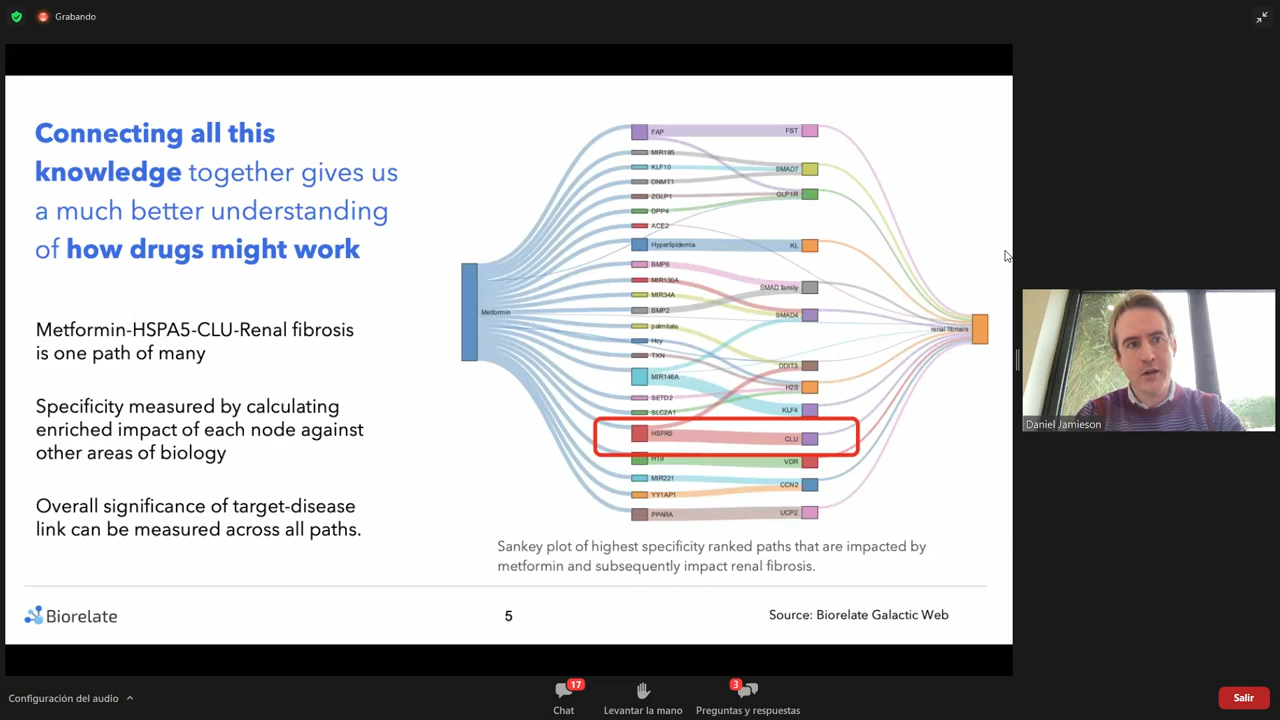 Grabando
Connecting all this
knowledge together gives us
a much better understanding
of how drugs might work
Metformin-HSPA5-CLU-Renal fibrosis
is one path of many
Specificity measured by calculating
enriched impact of each node against
other areas of biology
Overall significance of target-disease
link can be measured across all paths.
Metformin
FAP
MIR195
KLF10
DNMT1
ZGLP1
DPP4
ACE2
Hyperlipidemia
BMP6
MIR130A
MIR34A
BMP2
palmitate
Hcy
TXN
MIR146A
SETD2
SLC2A1
HSPA5
H19
MIR221
YY1AP1
PPARA
FST
SMAD7
GLP1R
KL
SMAD family
SMAD4
DDIT3
H2S
KLF4
CLU
VDR
CCN2
UCP2
renal fibrosis
Sankey plot of highest specificity ranked paths that are impacted by
metformin and subsequently impact renal fibrosis.
Biorelate
5
Source: Biorelate Galactic Web
Daniel Jamieson
Configuración del audio
17
Chat
Levantar la mano
3
Preguntas y respuestas
Salir